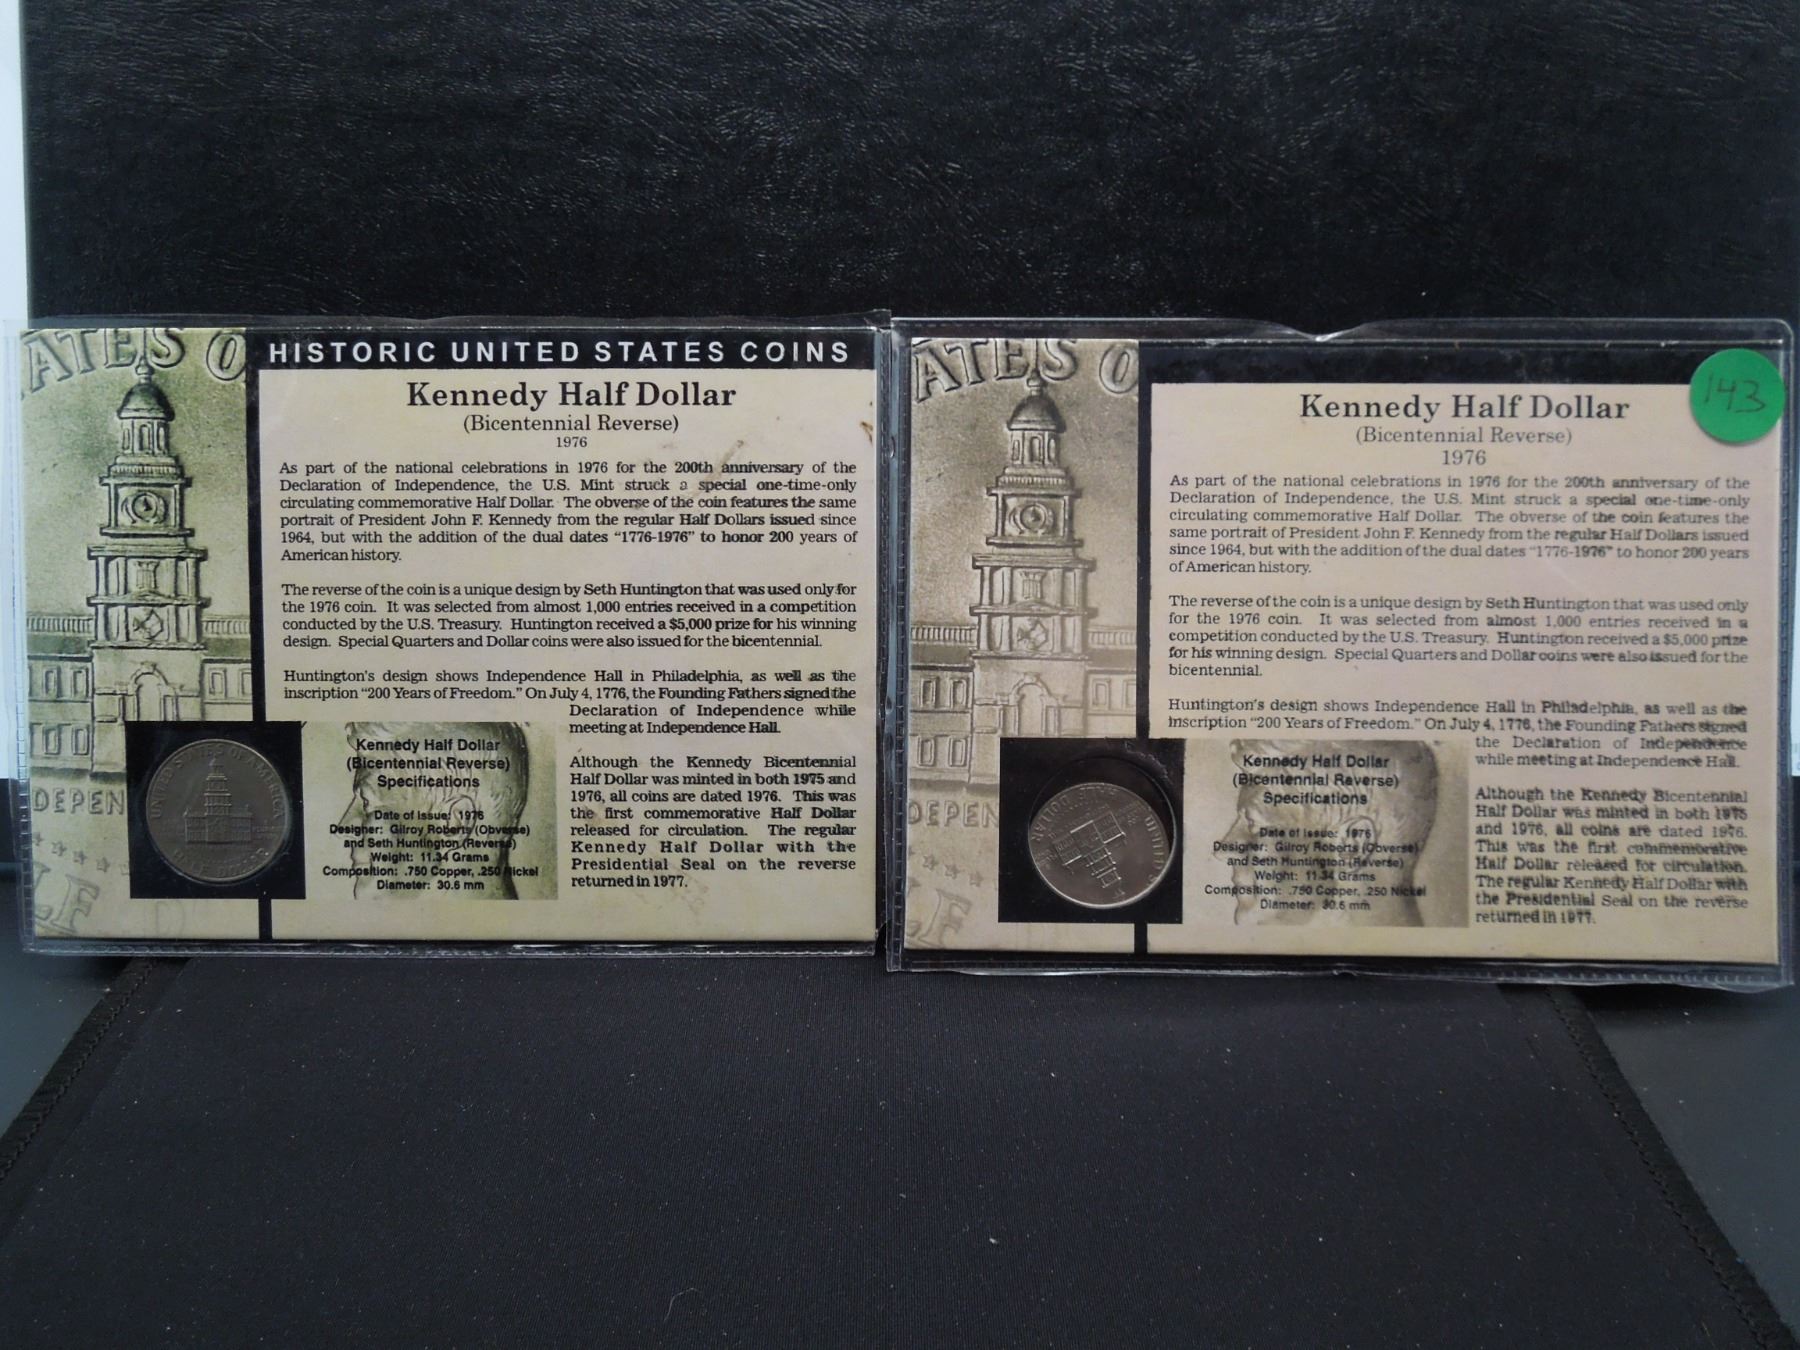 TATES O
HISTORIC UNITED STATES COINS
Kennedy Half Dollar
(Bicentennial Reverse)
1976
As part of the national celebrations in 1976 for the 200th anniversary of the
Declaration of Independence, the U.S. Mint struck a special one-time-only
circulating commemorative Half Dollar. The obverse of the coin features the same
portrait of President John F. Kennedy from the regular Half Dollars issued since
1964, but with the addition of the dual dates "1776-1976" to honor 200 years of
American history.
The reverse of the coin is a unique design by Seth Huntington that was used only for
the 1976 coin. It was selected from almost 1,000 entries received in a competition
conducted by the U.S. Treasury. Huntington received a $5,000 prize for his winning
design. Special Quarters and Dollar coins were also issued for the bicentennial.
Huntington's design shows Independence Hall in Philadelphia, as well as the
inscription "200 Years of Freedom." On July 4, 1776, the Founding Fathers signed the
Declaration of Independence while
meeting at Independence Hall.
Although the Kennedy Bicentennial
Half Dollar was minted in both 1975 and
1976, all coins are dated 1976. This was
the first commemorative Half Dollar
released for circulation. The regular
Kennedy Half Dollar with the
Presidential Seal on the reverse
returned in 1977.
Kennedy Half Dollar
(Bicentennial Reverse)
Specifications
Date of Issue: 1976
Designer: Gilroy Roberts (Obverse)
and Seth Huntington (Reverse)
Weight: 11.34 Grams
Composition: .750 Copper, .250 Nickel
Diameter: 30.6 mm
UNITED STATES OF AMERICA
HALF DOLLAR
DEPEN
LF
ATES O
143
Kennedy Half Dollar
(Bicentennial Reverse)
1976
As part of the national celebrations in 1976 for the 200th anniversary of the
Declaration of Independence, the U.S. Mint struck a special one-time-only
circulating commemorative Half Dollar. The obverse of the coin features the
same portrait of President John F. Kennedy from the regular Half Dollars issued
since 1964, but with the addition of the dual dates "1776-1976" to honor 200 years
of American history.
The reverse of the coin is a unique design by Seth Huntington that was used only
for the 1976 coin. It was selected from almost 1,000 entries received in a
competition conducted by the U.S. Treasury. Huntington received a $5,000 prize
for his winning design. Special Quarters and Dollar coins were also issued for the
bicentennial.
Huntington's design shows Independence Hall in Philadelphia, as well as the
inscription "200 Years of Freedom." On July 4, 1776, the Founding Fathers signed
the Declaration of Independence
while meeting at Independence Hall.
Although the Kennedy Bicentennial
Half Dollar was minted in both 1975
and 1976, all coins are dated 1976.
This was the first commemorative
Half Dollar released for circulation.
The regular Kennedy Half Dollar with
the Presidential Seal on the reverse
returned in 1977.
Kennedy Half Dollar
(Bicentennial Reverse)
Specifications
Date of Issue: 1976
Designer: Gilroy Roberts (Obverse)
and Seth Huntington (Reverse)
Weight: 11.34 Grams
Composition: .750 Copper, .250 Nickel
Diameter: 30.6 mm
DEPEN